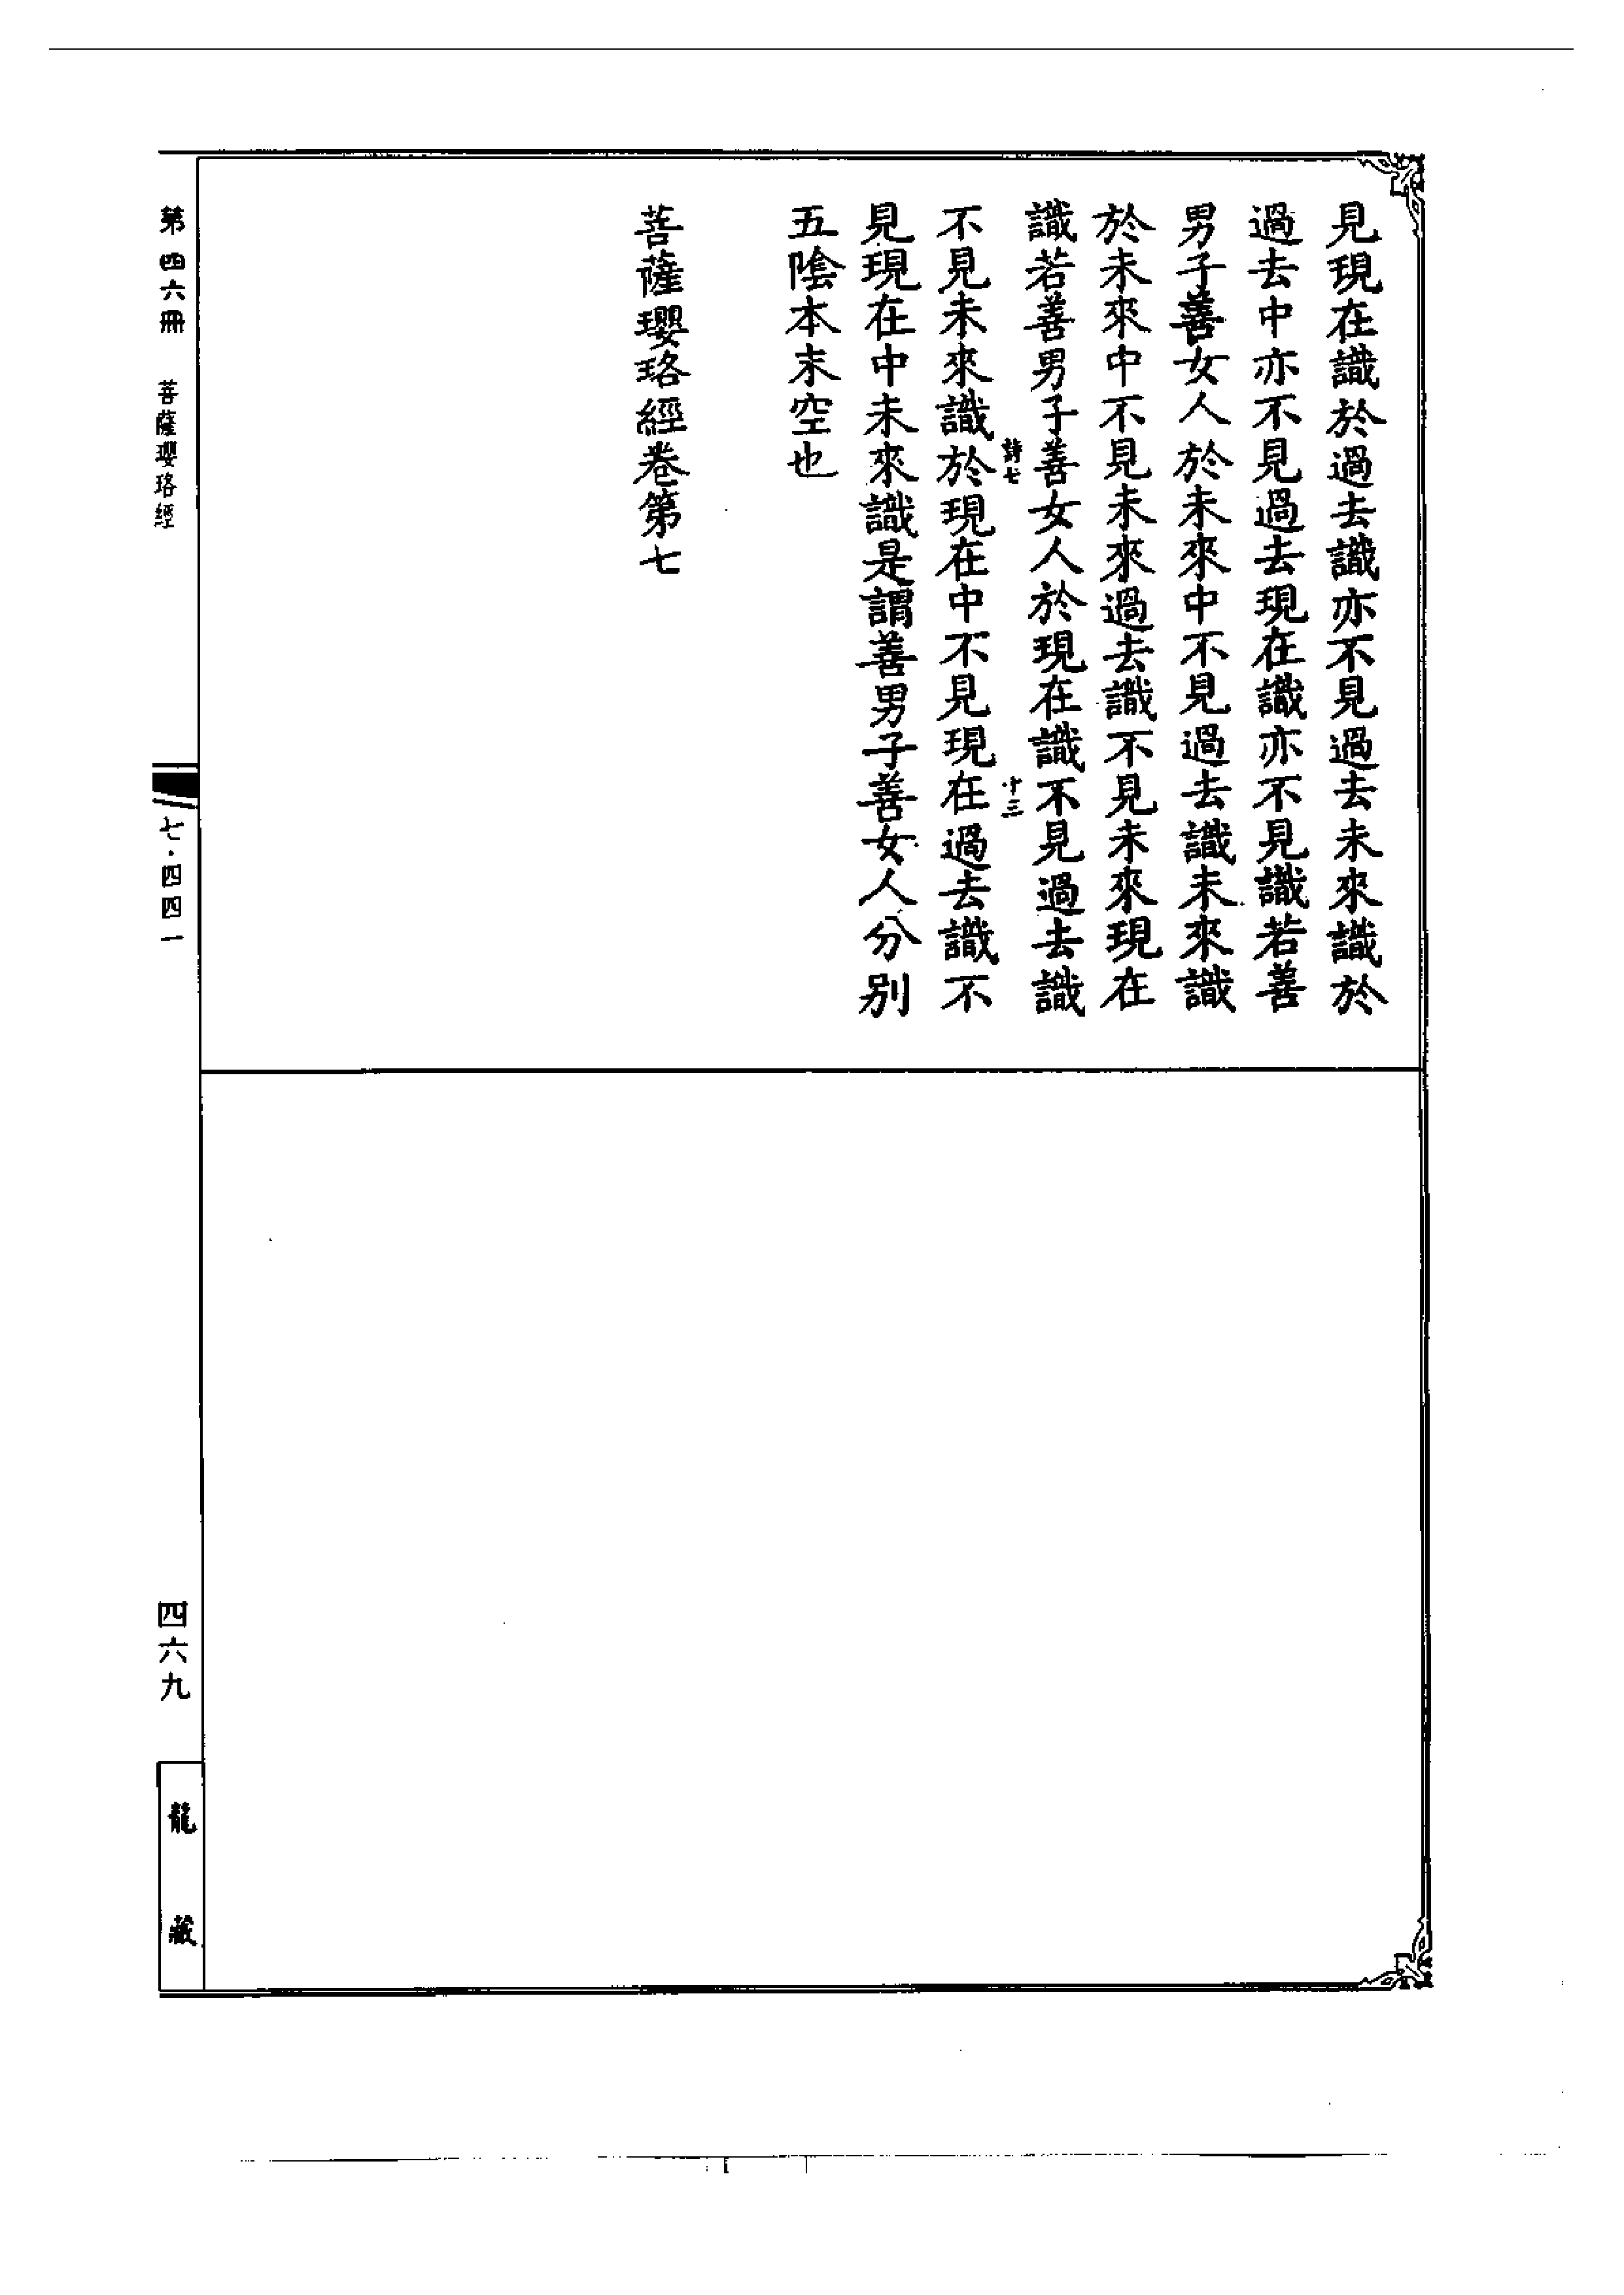 見現在識於過去識亦不見過去未來識於
過去中亦不見過去現在識亦不見識若善
男子善女人於未來中不見過去識未來識
於未來中不見未來過去識不見未來現在
識若善男子善女人於現在識不見過去識
詩七
十三
不見未來識於現在中不見現在過去識不
見現在中未來識是謂善男子善女人分別
五陰本末空也
菩薩瓔珞經卷第七
第四六冊 菩薩瓔珞經
七·四四一
四六九
龍藏